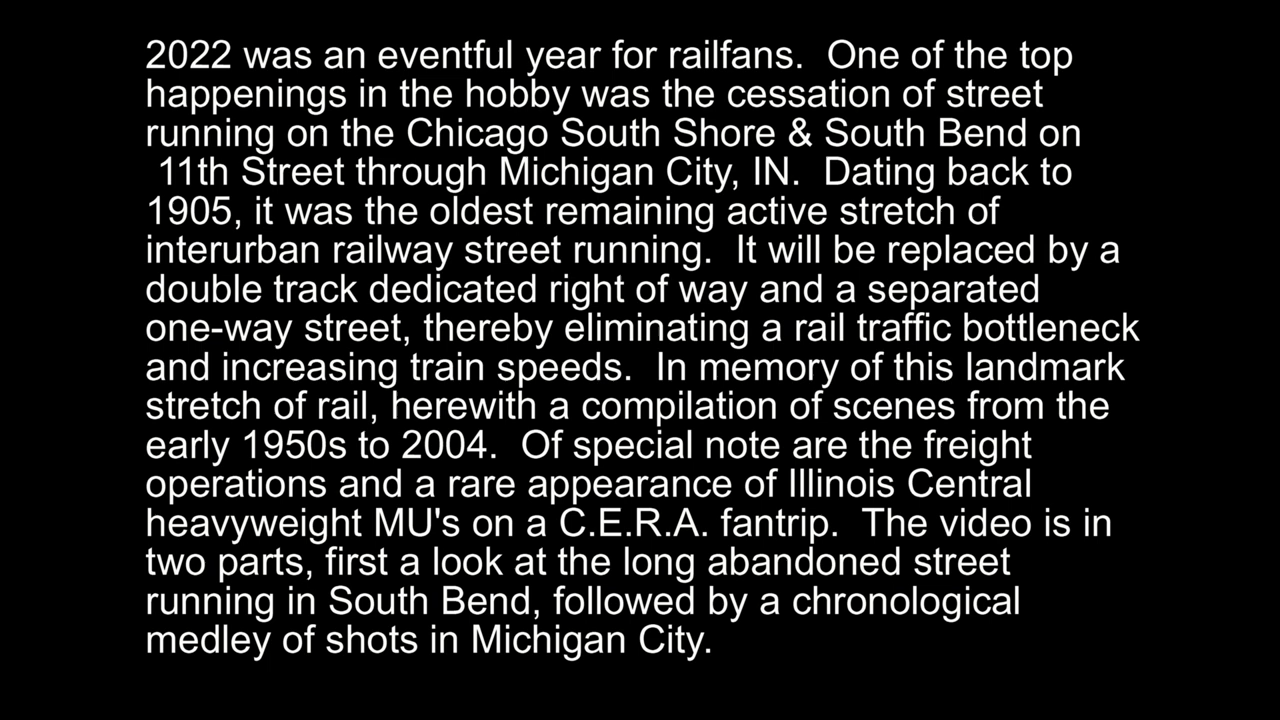 2022 was an eventful year for railfans.  One of the top
happenings in the hobby was the cessation of street
running on the Chicago South Shore & South Bend on
11th Street through Michigan City, IN.  Dating back to
1905, it was the oldest remaining active stretch of
interurban railway street running.  It will be replaced by a
double track dedicated right of way and a separated
one-way street, thereby eliminating a rail traffic bottleneck
and increasing train speeds.  In memory of this landmark
stretch of rail, herewith a compilation of scenes from the
early 1950s to 2004.  Of special note are the freight
operations and a rare appearance of Illinois Central
heavyweight MU's on a C.E.R.A. fantrip.  The video is in
two parts, first a look at the long abandoned street
running in South Bend, followed by a chronological
medley of shots in Michigan City.